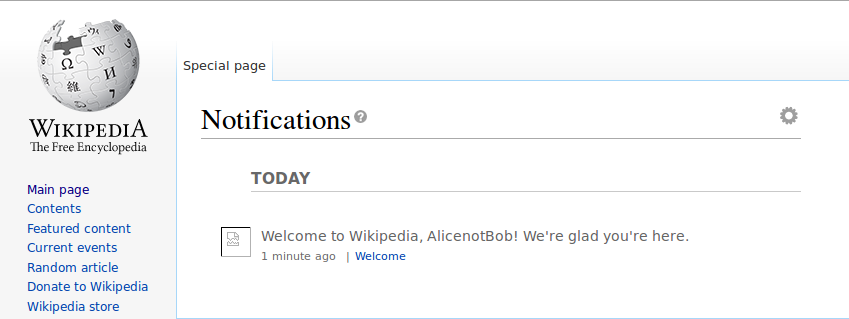 WIKIPEDIA
The Free Encyclopedia
Main page
Contents
Featured content
Current events
Random article
Donate to Wikipedia
Wikipedia store
Special page
Notifications ?
TODAY
Welcome to Wikipedia, AlicenotBob! We're glad you're here.
1 minute ago | Welcome